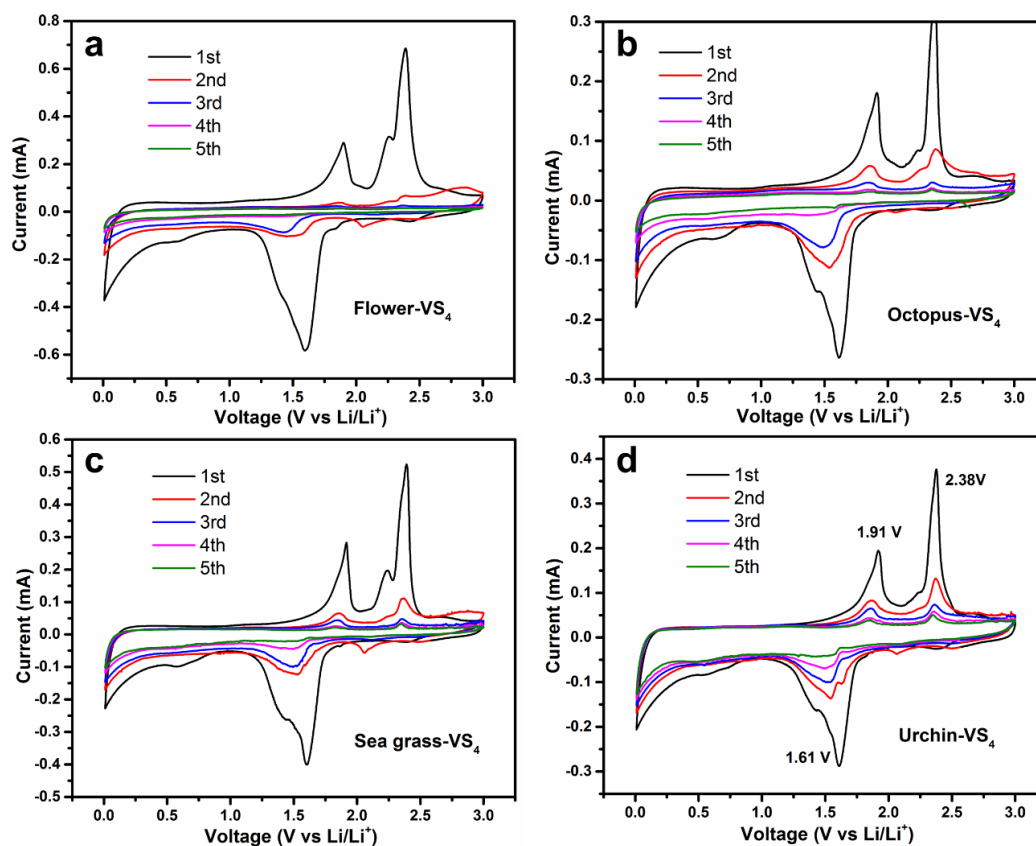 a
1st
2nd
3rd
4th
5th
Flower-VS₄
Current (mA)
0.8
0.6
0.4
0.2
0.0
-0.2
-0.4
-0.6
0.0 0.5 1.0 1.5 2.0 2.5 3.0
Voltage (V vs Li/Li⁺)
b
1st
2nd
3rd
4th
5th
Octopus-VS₄
Current (mA)
0.3
0.2
0.1
0.0
-0.1
-0.2
-0.3
0.0 0.5 1.0 1.5 2.0 2.5 3.0
Voltage (V vs Li/Li⁺)
c
1st
2nd
3rd
4th
5th
Sea grass-VS₄
Current (mA)
0.6
0.5
0.4
0.3
0.2
0.1
0.0
-0.1
-0.2
-0.3
-0.4
-0.5
0.0 0.5 1.0 1.5 2.0 2.5 3.0
Voltage (V vs Li/Li⁺)
d
1st
2nd
3rd
4th
5th
2.38V
1.91 V
1.61 V
Urchin-VS₄
Current (mA)
0.4
0.3
0.2
0.1
0.0
-0.1
-0.2
-0.3
0.0 0.5 1.0 1.5 2.0 2.5 3.0
Voltage (V vs Li/Li⁺)